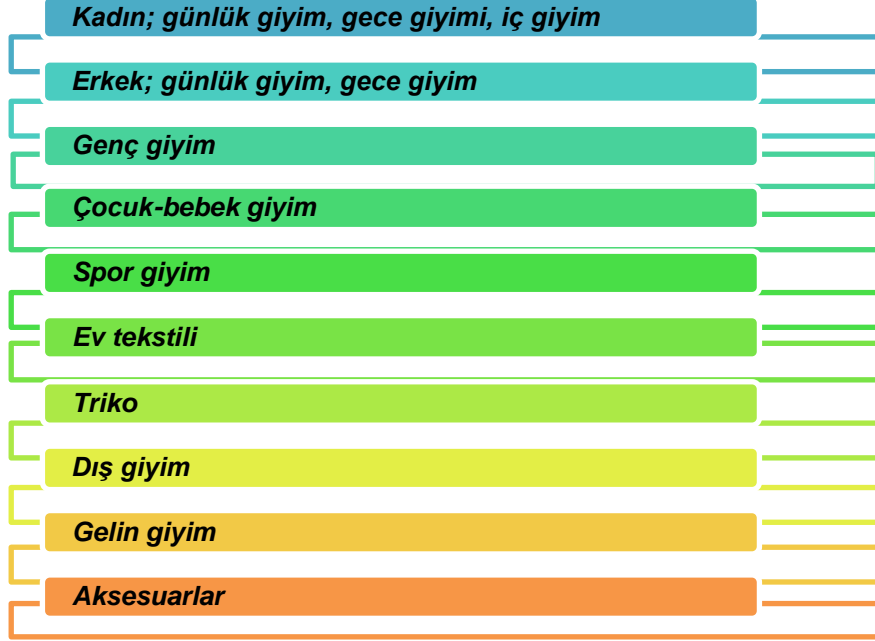 Kadın; günlük giyim, gece giyimi, iç giyim
Erkek; günlük giyim, gece giyim
Genç giyim
Çocuk-bebek giyim
Spor giyim
Ev tekstili
Triko
Dış giyim
Gelin giyim
Aksesuarlar